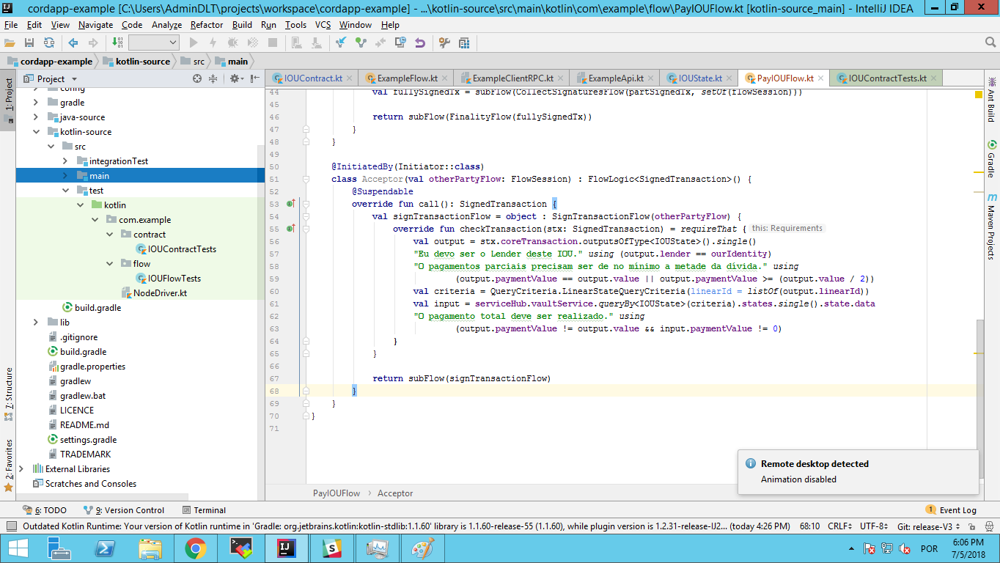 cordapp-example [C:\Users\AdminDLT\projects\workspace\cordapp-example] - ...\kotlin-source\src\main\kotlin\com\example\flow\PayIOUFlow.kt [kotlin-source_main] - IntelliJ IDEA
File Edit View Navigate Code Analyze Refactor Build Run Tools VCS Window Help
cordapp-example kotlin-source src main
Project
IOUContract.kt ExampleFlow.kt ExampleClientRPC.kt ExampleApi.kt IOUState.kt PayIOUFlow.kt IOUContractTests.kt
1: Project
7: Structure
2: Favorites
config
gradle
java-source
kotlin-source
src
integrationTest
main
test
kotlin
com.example
contract
IOUContractTests
flow
IOUFlowTests
NodeDriver.kt
build.gradle
lib
.gitignore
build.gradle
gradle.properties
gradlew
gradlew.bat
LICENCE
README.md
settings.gradle
TRADEMARK
External Libraries
Scratches and Consoles
44 val fullySignedTx = subFlow(CollectSignaturesFlow(partSignedTx, setOf(flowSession)))
45
46 return subFlow(FinalityFlow(fullySignedTx))
47 }
48 }
49
50 @InitiatedBy(Initiator::class)
51 class Acceptor(val otherPartyFlow: FlowSession) : FlowLogic<SignedTransaction>() {
52 @Suspendable
53 override fun call(): SignedTransaction {
54 val signTransactionFlow = object : SignTransactionFlow(otherPartyFlow) {
55 override fun checkTransaction(stx: SignedTransaction) = requireThat { this: Requirements
56 val output = stx.coreTransaction.outputsOfType<IOUState>().single()
57 "Eu devo ser o Lender deste IOU." using (output.lender == ourIdentity)
58 "O pagamentos parciais precisam ser de no mínimo a metade da dívida." using
59 (output.paymentValue == output.value || output.paymentValue >= (output.value / 2))
60 val criteria = QueryCriteria.LinearStateQueryCriteria(linearId = listOf(output.linearId))
61 val input = serviceHub.vaultService.queryBy<IOUState>(criteria).states.single().state.data
62 "O pagamento total deve ser realizado." using
63 (output.paymentValue != output.value && input.paymentValue != 0)
64 }
65 }
66
67 return subFlow(signTransactionFlow)
68 }
69 }
70 }
71
Ant Build
Gradle
Maven Projects
Remote desktop detected
Animation disabled
PayIOUFlow Acceptor
6: TODO 9: Version Control Terminal 1 Event Log
Outdated Kotlin Runtime: Your version of Kotlin runtime in 'Gradle: org.jetbrains.kotlin:kotlin-stdlib:1.1.60' library is 1.1.60-release-55 (1.1.60), while plugin version is 1.2.31-release-IJ2... (today 4:26 PM) 68:10 CRLF UTF-8 Git: release-V3
POR
6:06 PM
7/5/2018